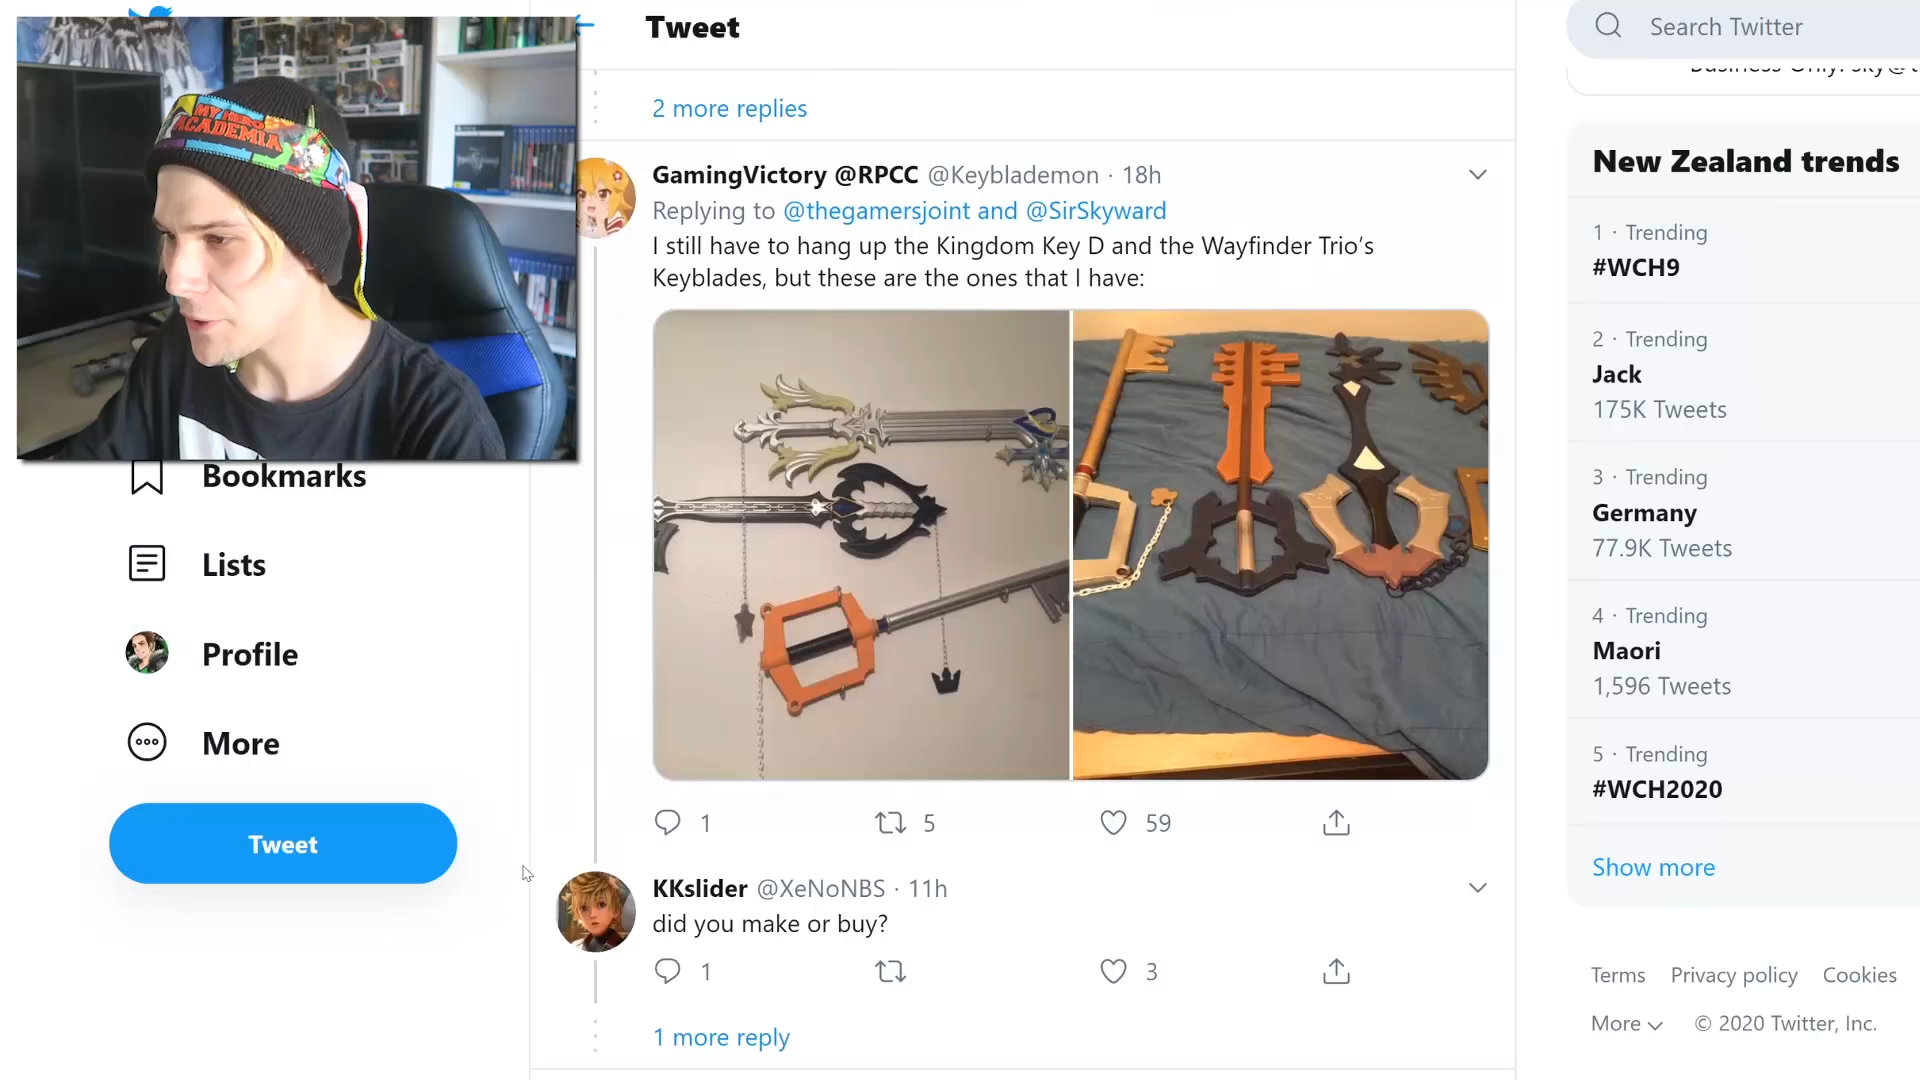 MY HERO
ACADEMIA
Bookmarks
Lists
Profile
More
Tweet
Tweet
2 more replies
GamingVictory @RPCC @Keyblademon · 18h
Replying to @thegamersjoint and @SirSkyward
I still have to hang up the Kingdom Key D and the Wayfinder Trio's
Keyblades, but these are the ones that I have:
1 5 59
KKslider @XeNoNBS · 11h
did you make or buy?
1 3
1 more reply
Search Twitter
New Zealand trends
1 · Trending
#WCH9
2 · Trending
Jack
175K Tweets
3 · Trending
Germany
77.9K Tweets
4 · Trending
Maori
1,596 Tweets
5 · Trending
#WCH2020
Show more
Terms Privacy policy Cookies
More © 2020 Twitter, Inc.